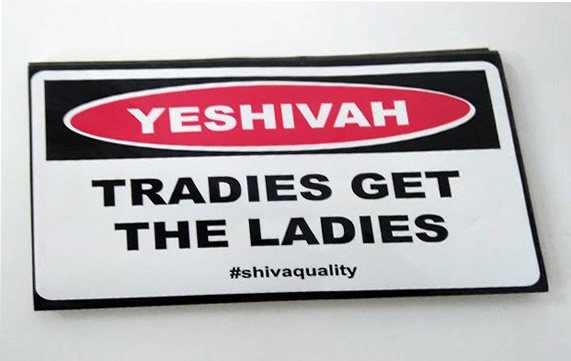 YESHIVAH
TRADIES GET
THE LADIES
#shivaquality